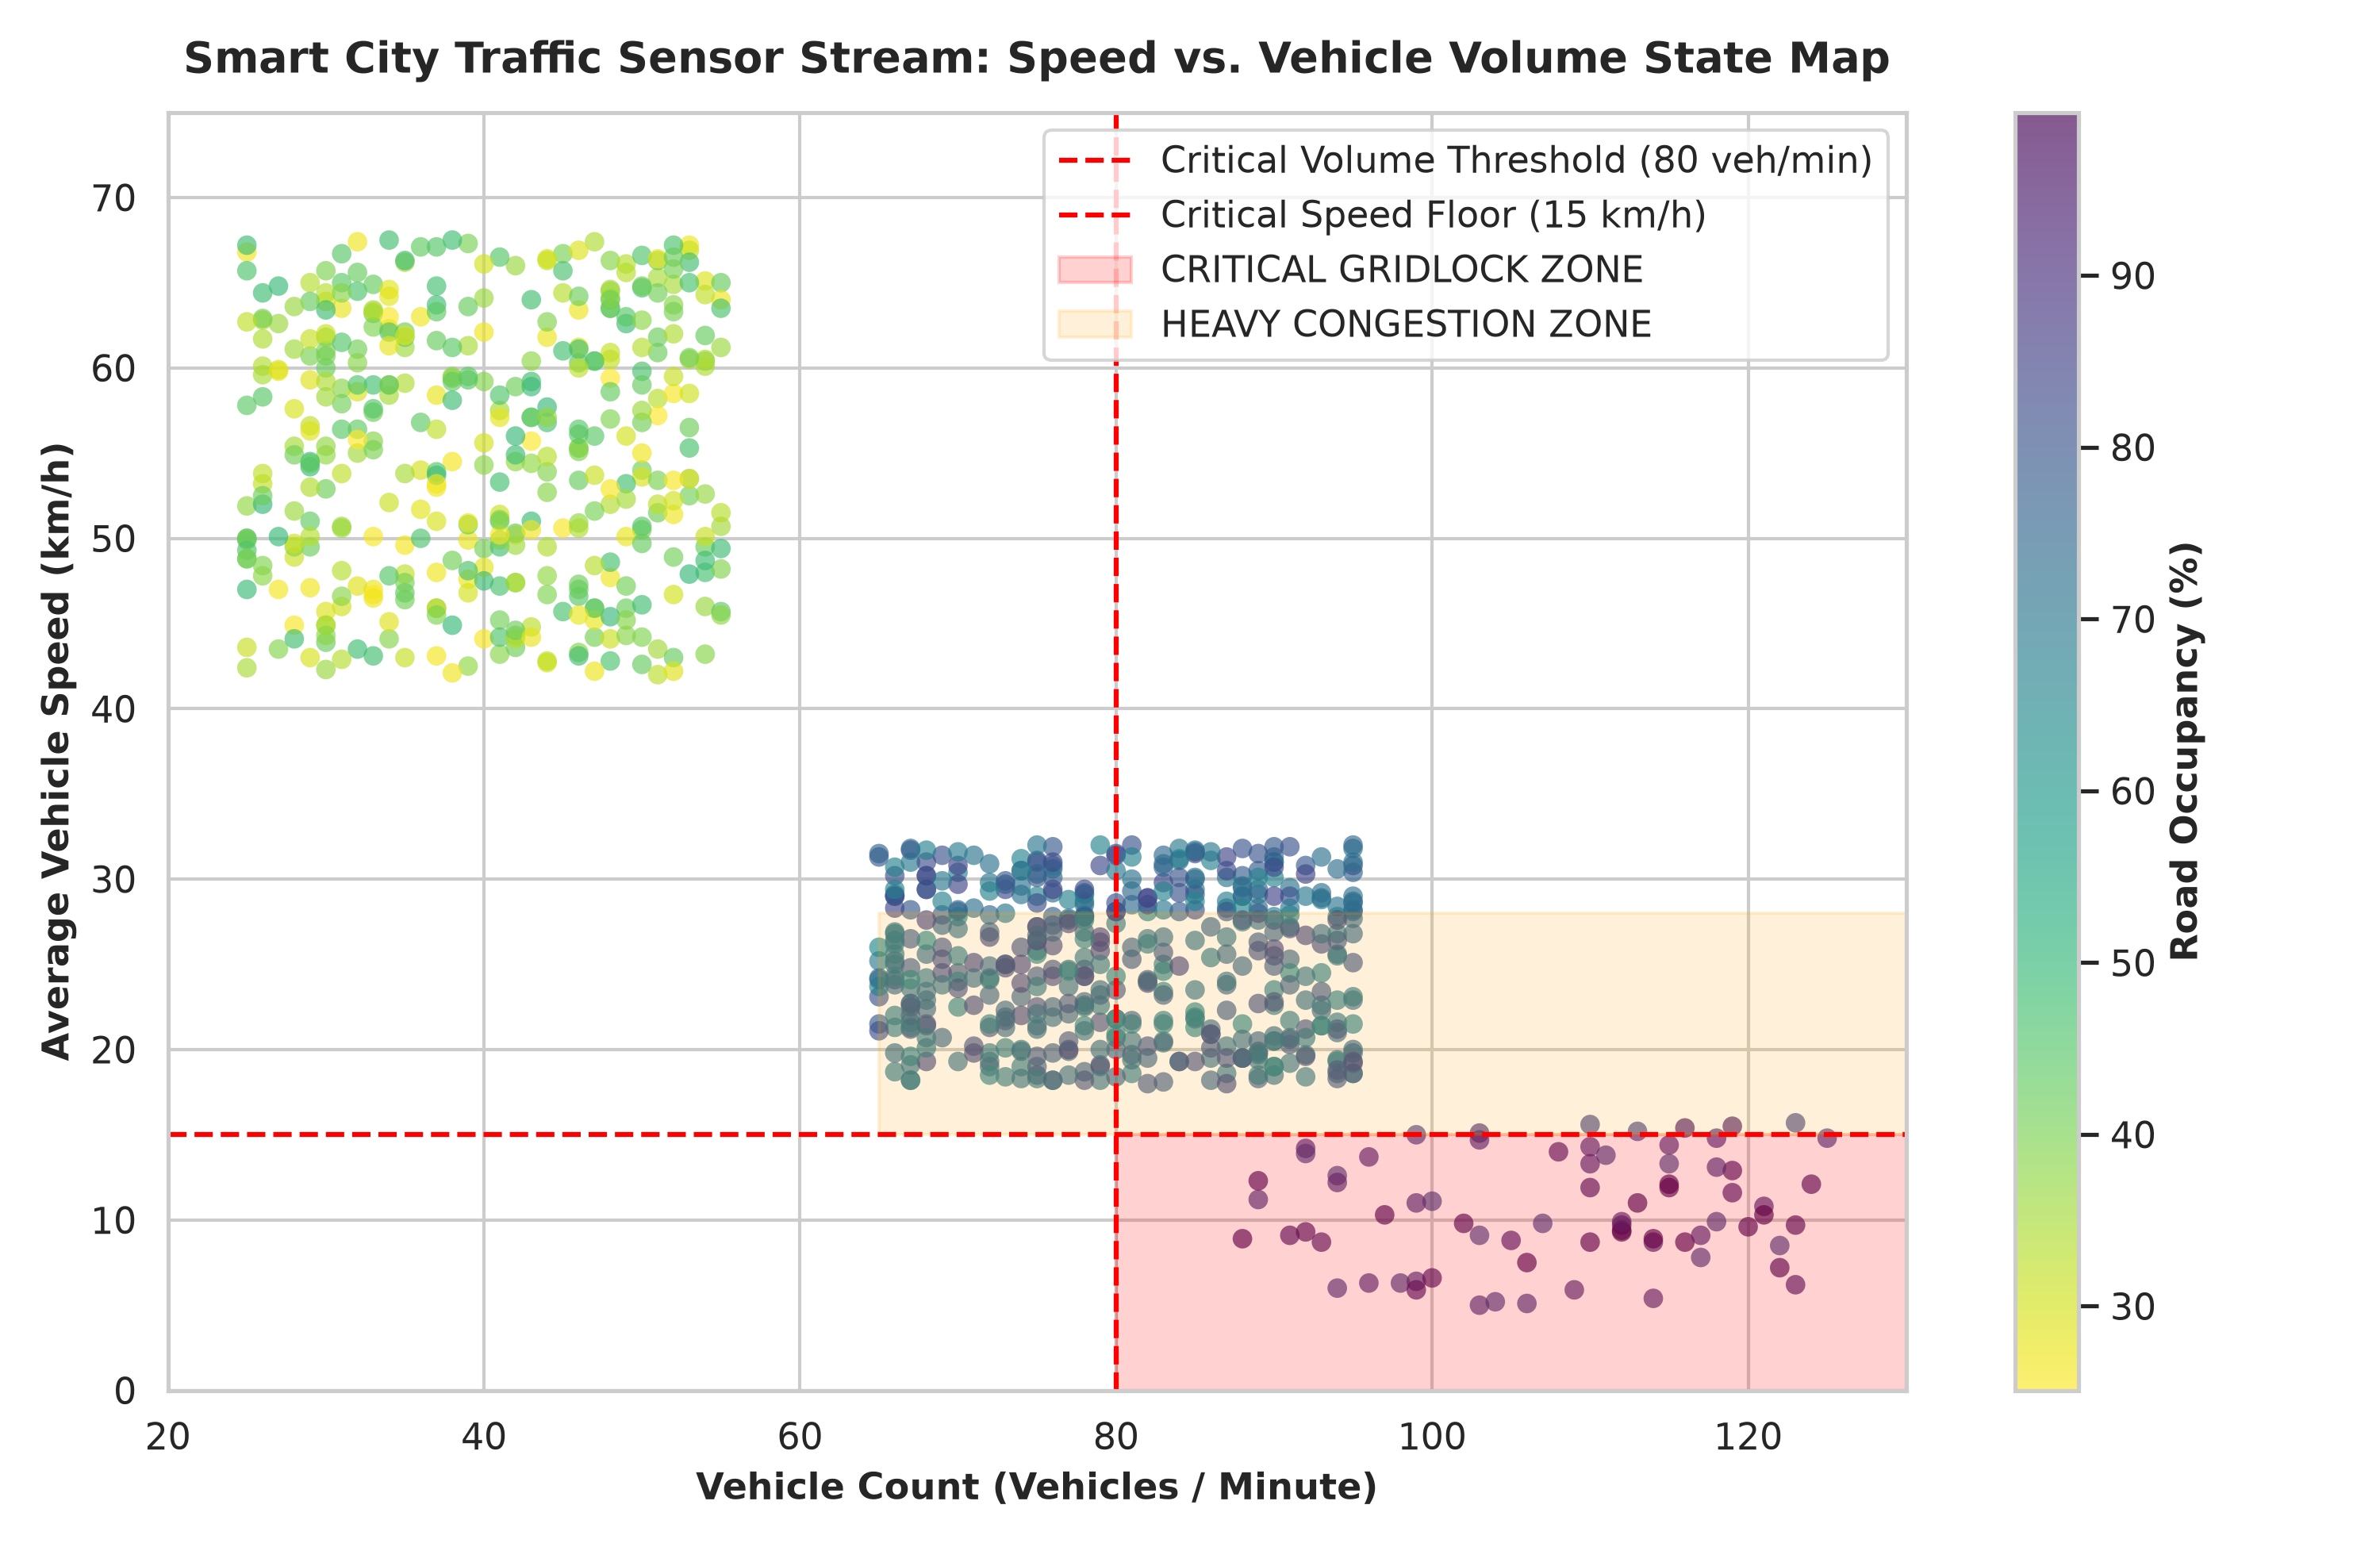 Smart City Traffic Sensor Stream: Speed vs. Vehicle Volume State Map
Critical Volume Threshold (80 veh/min)
Critical Speed Floor (15 km/h)
CRITICAL GRIDLOCK ZONE
HEAVY CONGESTION ZONE
Average Vehicle Speed (km/h)
70
60
50
40
30
20
10
0
20
40
60
80
100
120
Vehicle Count (Vehicles / Minute)
90
80
70
60
50
40
30
Road Occupancy (%)